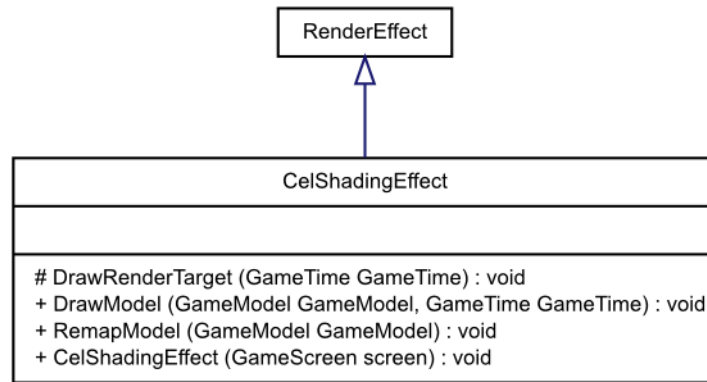 RenderEffect
CelShadingEffect
# DrawRenderTarget (GameTime GameTime) : void
+ DrawModel (GameModel GameModel, GameTime GameTime) : void
+ RemapModel (GameModel GameModel) : void
+ CelShadingEffect (GameScreen screen) : void